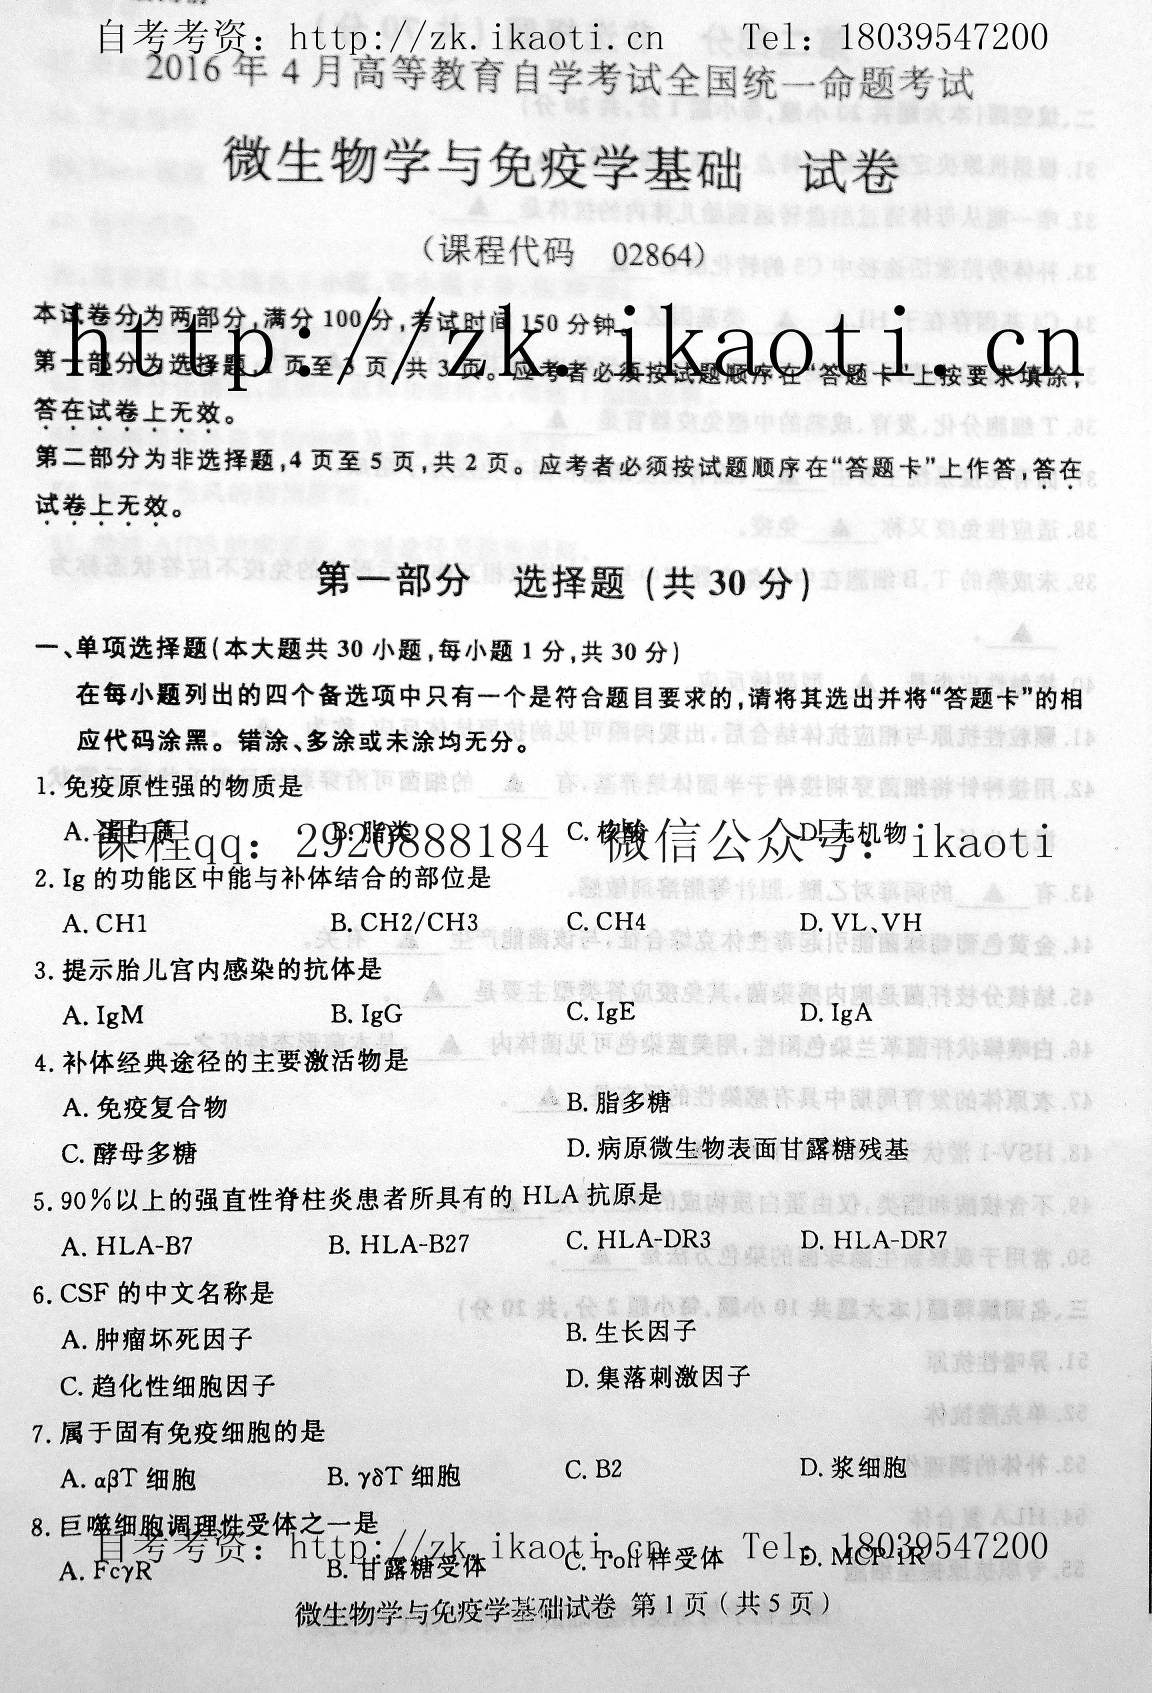 自考考资：http://zk.ikaoti.cn Tel：18039547200
2016年4月高等教育自学考试全国统一命题考试
微生物学与免疫学基础 试卷
（课程代码 02864）
本试卷分为两部分,满分100分,考试时间150分钟。
http://zk.ikaoti.cn
第一部分为选择题,1页至3页,共3页。应考者必须按试题顺序在“答题卡”上按要求填涂,
答在试卷上无效。
第二部分为非选择题,4页至5页,共2页。应考者必须按试题顺序在“答题卡”上作答,答在
试卷上无效。
第一部分 选择题（共30分）
一、单项选择题(本大题共30小题,每小题1分,共30分)
在每小题列出的四个备选项中只有一个是符合题目要求的,请将其选出并将“答题卡”的相
应代码涂黑。错涂、多涂或未涂均无分。
1.免疫原性强的物质是
A.蛋白质 B.脂类 C.核酸 D.无机物
课程qq：2920888184 微信公众号：ikaoti
2.Ig的功能区中能与补体结合的部位是
A.CH1 B.CH2/CH3 C.CH4 D.VL、VH
3.提示胎儿宫内感染的抗体是
A.IgM B.IgG C.IgE D.IgA
4.补体经典途径的主要激活物是
A.免疫复合物 B.脂多糖
C.酵母多糖 D.病原微生物表面甘露糖残基
5.90%以上的强直性脊柱炎患者所具有的HLA抗原是
A.HLA-B7 B.HLA-B27 C.HLA-DR3 D.HLA-DR7
6.CSF的中文名称是
A.肿瘤坏死因子 B.生长因子
C.趋化性细胞因子 D.集落刺激因子
7.属于固有免疫细胞的是
A.αβT细胞 B.γδT细胞 C.B2 D.浆细胞
8.巨噬细胞调理性受体之一是
自考考资：http://zk.ikaoti.cn Tel：18039547200
A.FcγR B.甘露糖受体 C.Toll样受体 D.MCP-1R
微生物学与免疫学基础试卷 第1页（共5页）